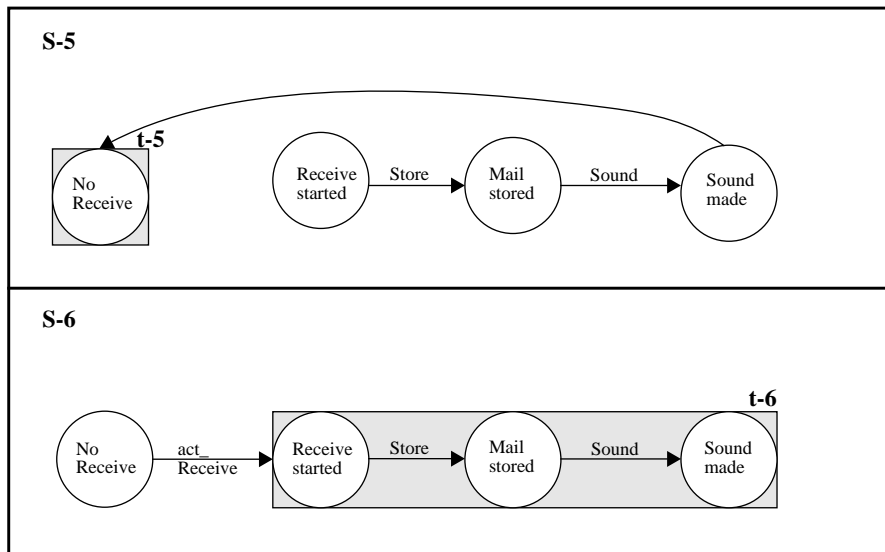 S-5
t-5
No
Receive
Receive
started
Store
Mail
stored
Sound
Sound
made
S-6
t-6
No
Receive
act_
Receive
Receive
started
Store
Mail
stored
Sound
Sound
made